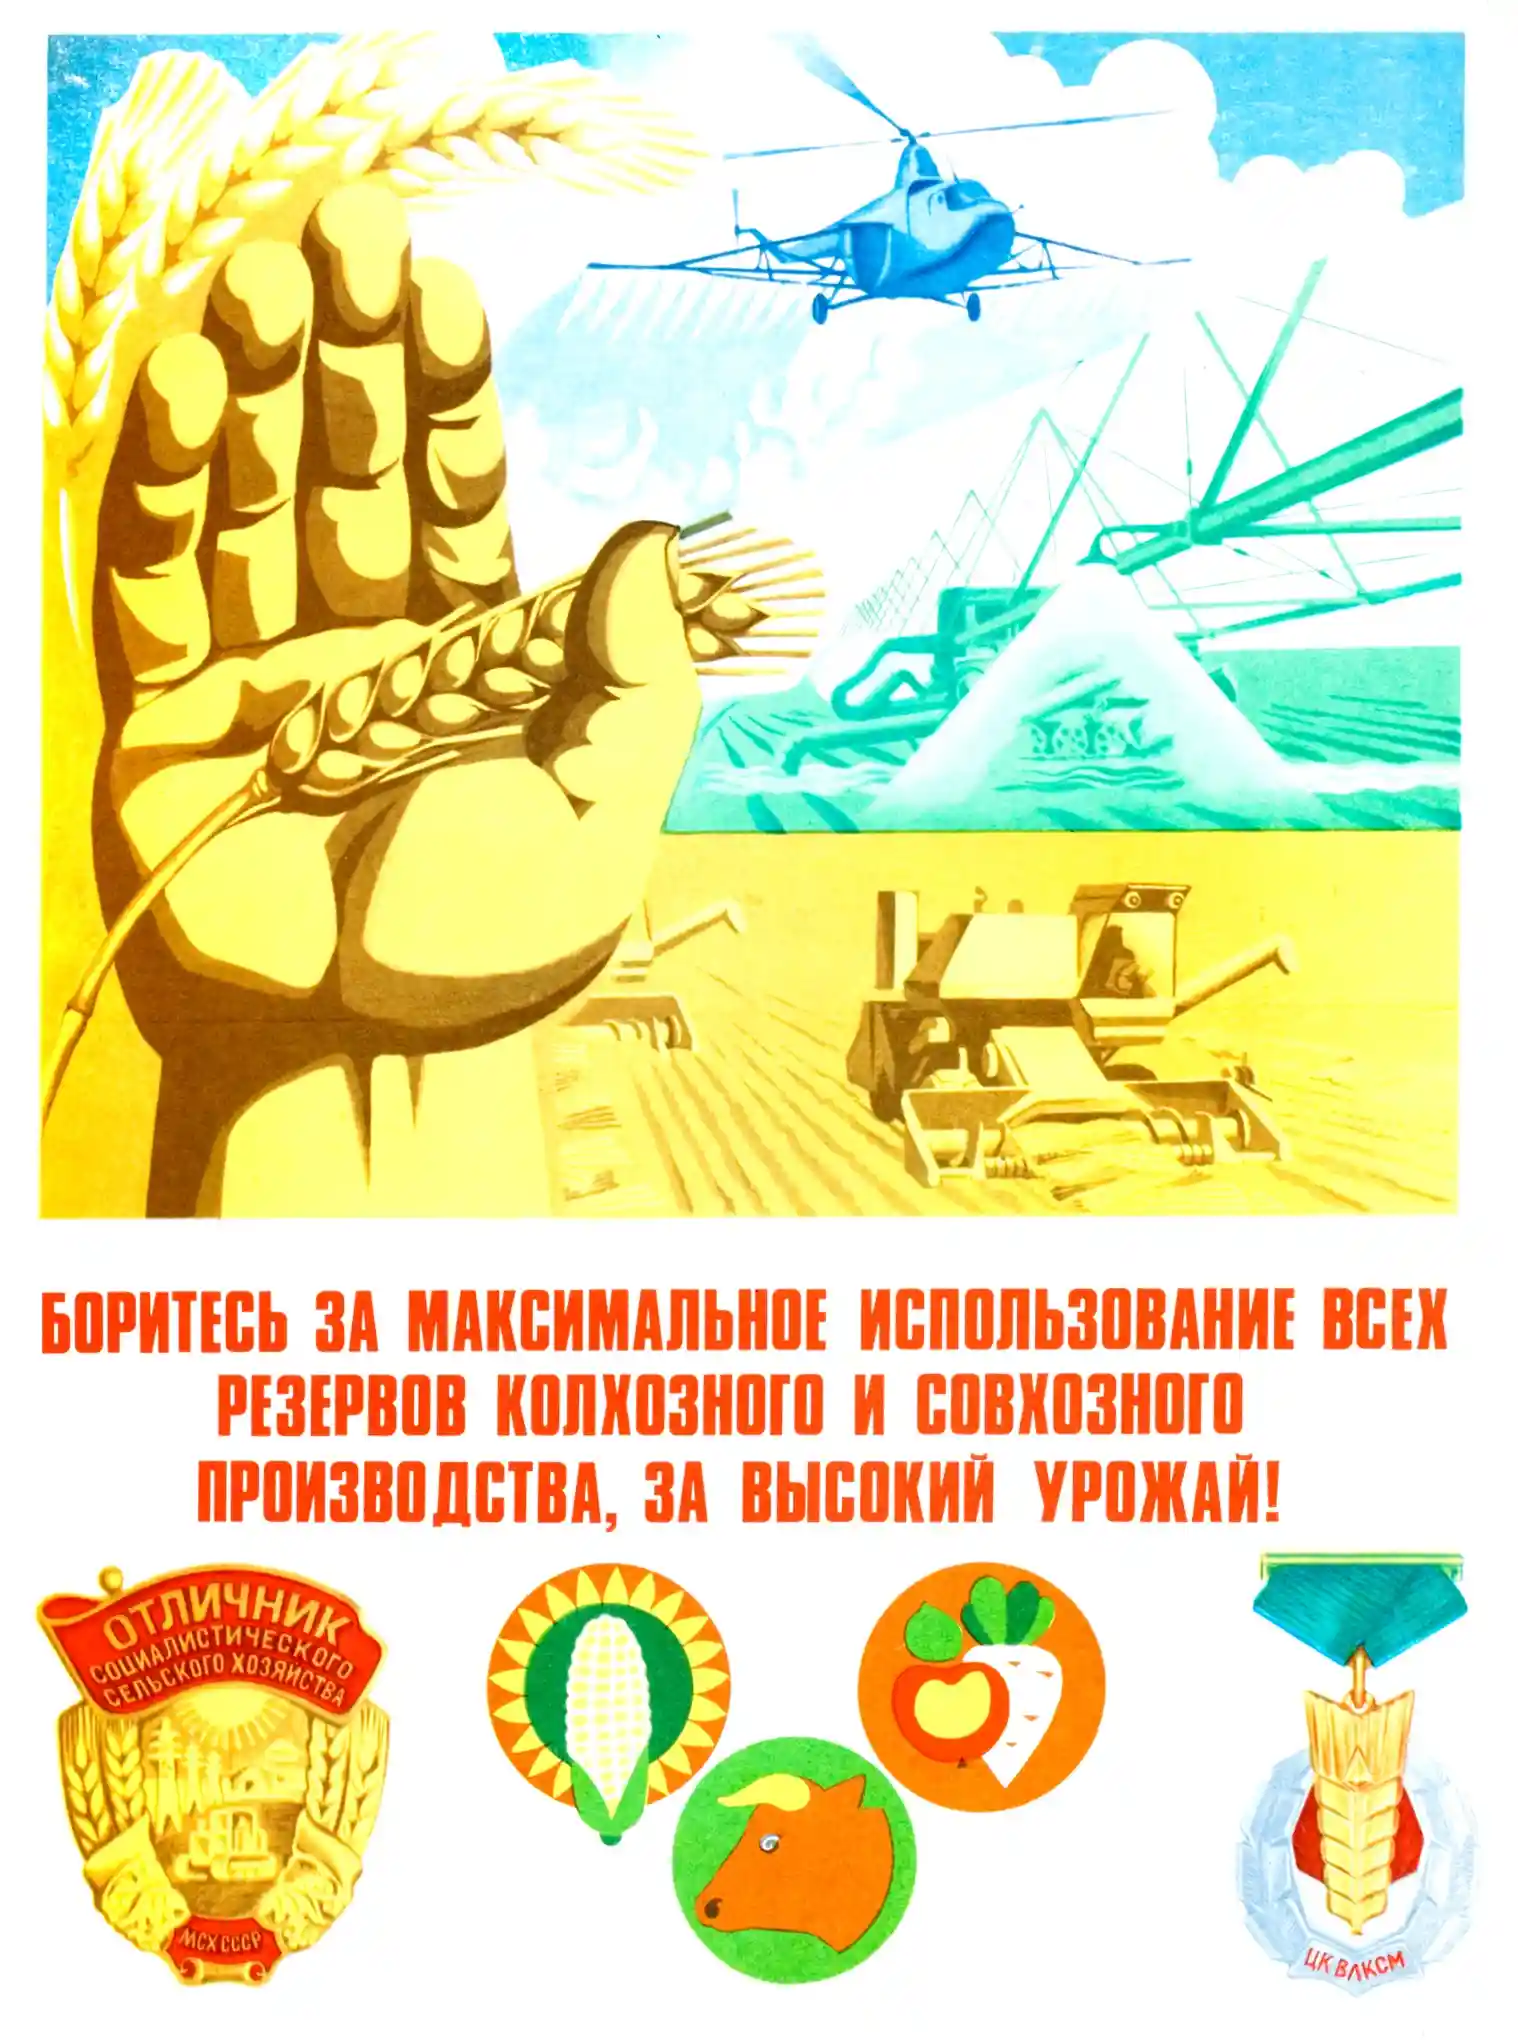 БОРИТЕСЬ ЗА МАКСИМАЛЬНОЕ ИСПОЛЬЗОВАНИЕ ВСЕХ
РЕЗЕРВОВ КОЛХОЗНОГО И СОВХОЗНОГО
ПРОИЗВОДСТВА, ЗА ВЫСОКИЙ УРОЖАЙ!
ОТЛИЧНИК
СОЦИАЛИСТИЧЕСКОГО
СЕЛЬСКОГО ХОЗЯЙСТВА
МСХ СССР
ЦК ВЛКСМ